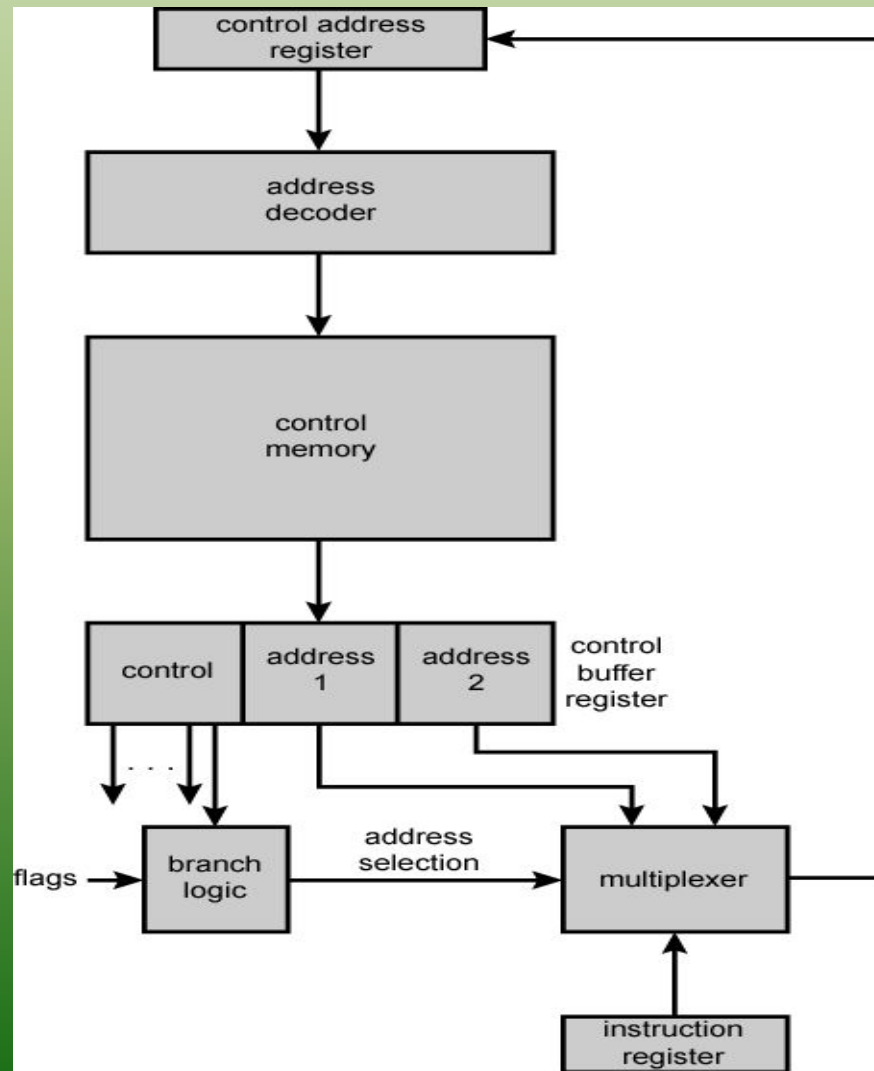 control address
register
address
decoder
control
memory
control
address
1
address
2
control
buffer
register
. . .
flags
branch
logic
address
selection
multiplexer
instruction
register